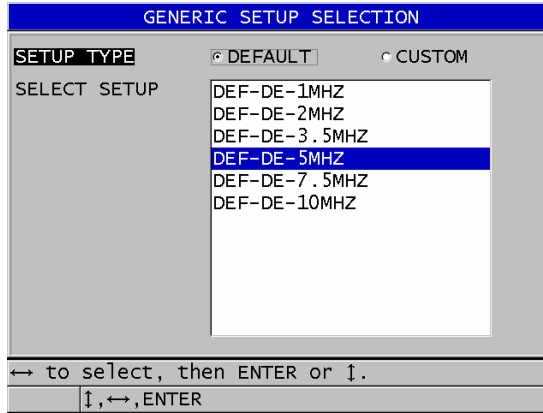 GENERIC SETUP SELECTION
SETUP TYPE DEFAULT CUSTOM
SELECT SETUP
DEF-DE-1MHZ
DEF-DE-2MHZ
DEF-DE-3.5MHZ
DEF-DE-5MHZ
DEF-DE-7.5MHZ
DEF-DE-10MHZ
↔ to select, then ENTER or ↕.
↕,↔,ENTER